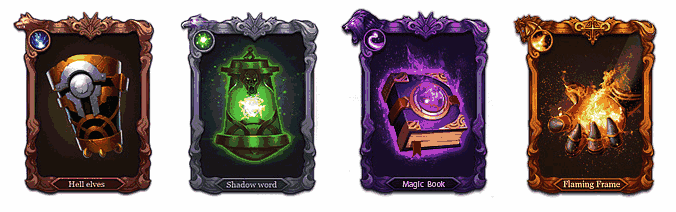 Hell elves
Shadow word
Magic Book
Flaming Frame